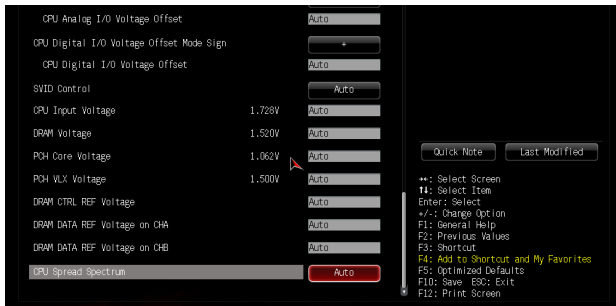 CPU Analog I/O Voltage Offset Auto
CPU Digital I/O Voltage Offset Mode Sign +
CPU Digital I/O Voltage Offset Auto
SVID Control Auto
CPU Input Voltage 1.728V Auto
DRAM Voltage 1.520V Auto
PCH Core Voltage 1.062V Auto
PCH VLX Voltage 1.500V Auto
DRAM CTRL REF Voltage Auto
DRAM DATA REF Voltage on CHA Auto
DRAM DATA REF Voltage on CHB Auto
CPU Spread Spectrum Auto
Quick Note Last Modified
→←: Select Screen
↑↓: Select Item
Enter: Select
+/-: Change Option
F1: General Help
F2: Previous Values
F3: Shortcut
F4: Add to Shortcut and My Favorites
F5: Optimized Defaults
F10: Save ESC: Exit
F12: Print Screen